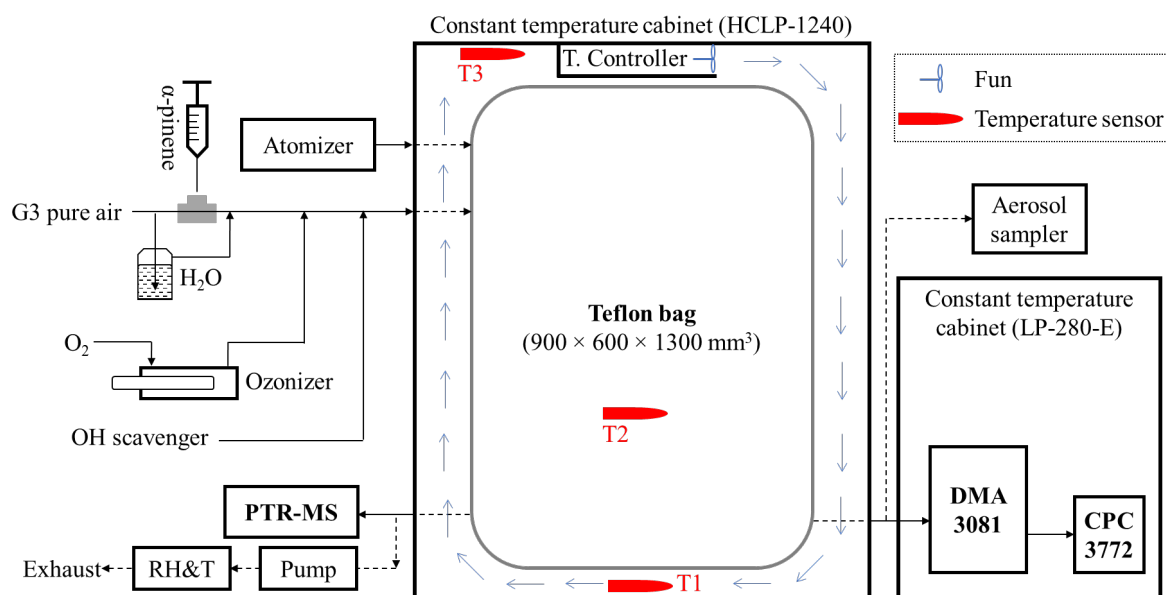 Constant temperature cabinet (HCLP-1240)
T3
T. Controller
Fun
Temperature sensor
α-pinene
Atomizer
G3 pure air
H₂O
Aerosol
sampler
Teflon bag
(900 × 600 × 1300 mm³)
Constant temperature
cabinet (LP-280-E)
O₂
Ozonizer
T2
OH scavenger
PTR-MS
DMA
3081
CPC
3772
Exhaust
RH&T
Pump
T1